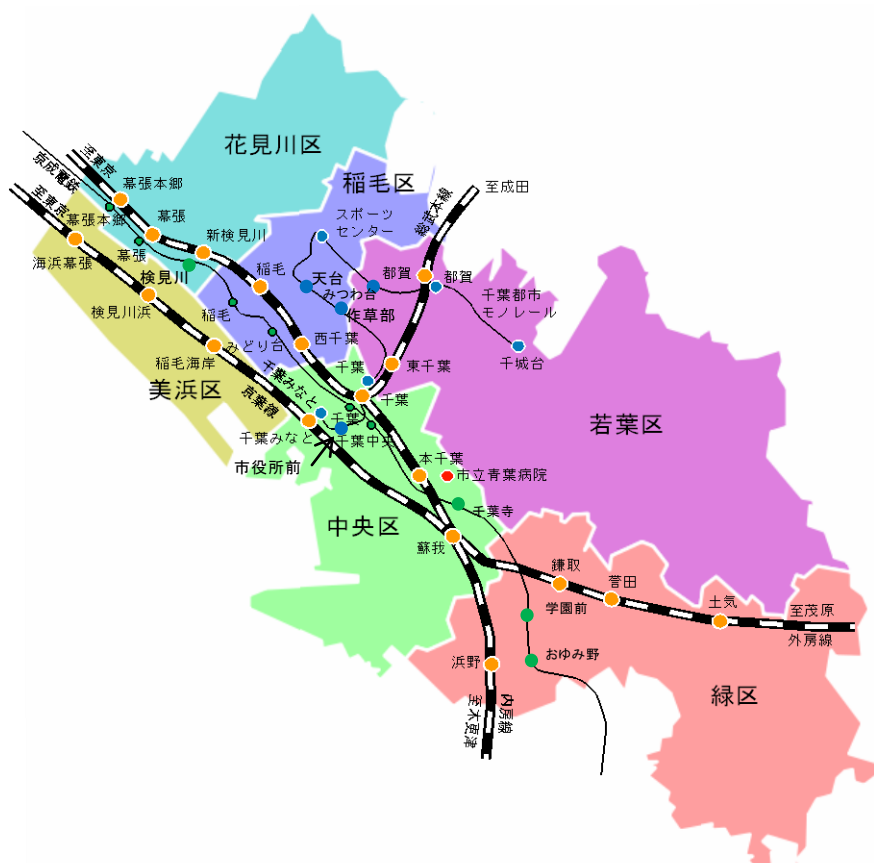 花見川区
稲毛区
至東京
京成電鉄
至東京
幕張本郷
幕張
幕張本郷
幕張
新検見川
海浜幕張
検見川
検見川浜
稲毛
稲毛
スポーツ
センター
総武本線
至成田
天台
みつわ台
作草部
都賀
都賀
千葉都市
モノレール
千城台
みどり台
西千葉
稲毛海岸
美浜区
京葉線
千葉みなと
千葉
東千葉
千葉
千葉
千葉みなと
千葉中央
市役所前
若葉区
本千葉
市立青葉病院
千葉寺
中央区
蘇我
鎌取
誉田
土気
至茂原
外房線
学園前
おゆみ野
浜野
緑区
内房線
至木更津